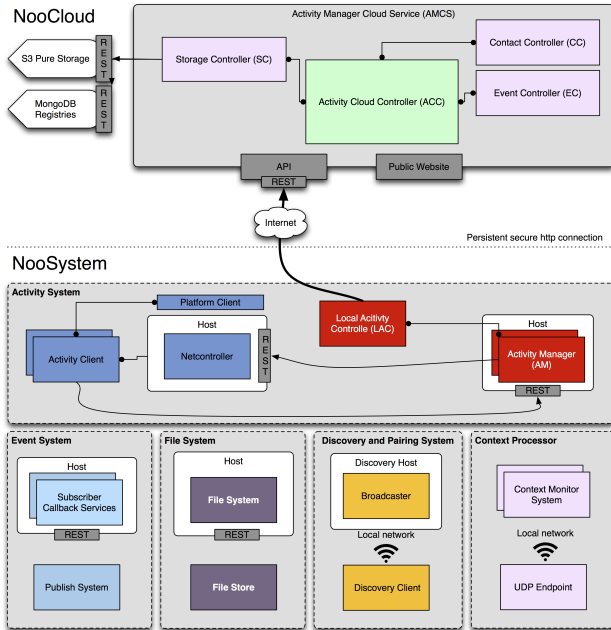 NooCloud
Activity Manager Cloud Service (AMCS)
S3 Pure Storage
REST
Storage Controller (SC)
Contact Controller (CC)
MongoDB
Registries
REST
Activity Cloud Controller (ACC)
Event Controller (EC)
API
REST
Public Website
Internet
Persistent secure http connection
NooSystem
Activity System
Platform Client
Local Acitivty
Controlle (LAC)
Host
Host
Activity Client
Netcontroller
REST
Activity Manager
(AM)
REST
Event System
File System
Discovery and Pairing System
Context Processor
Host
Subscriber
Callback Services
REST
Publish System
Host
File System
REST
File Store
Discovery Host
Broadcaster
Local network
Discovery Client
Context Monitor
System
Local network
UDP Endpoint